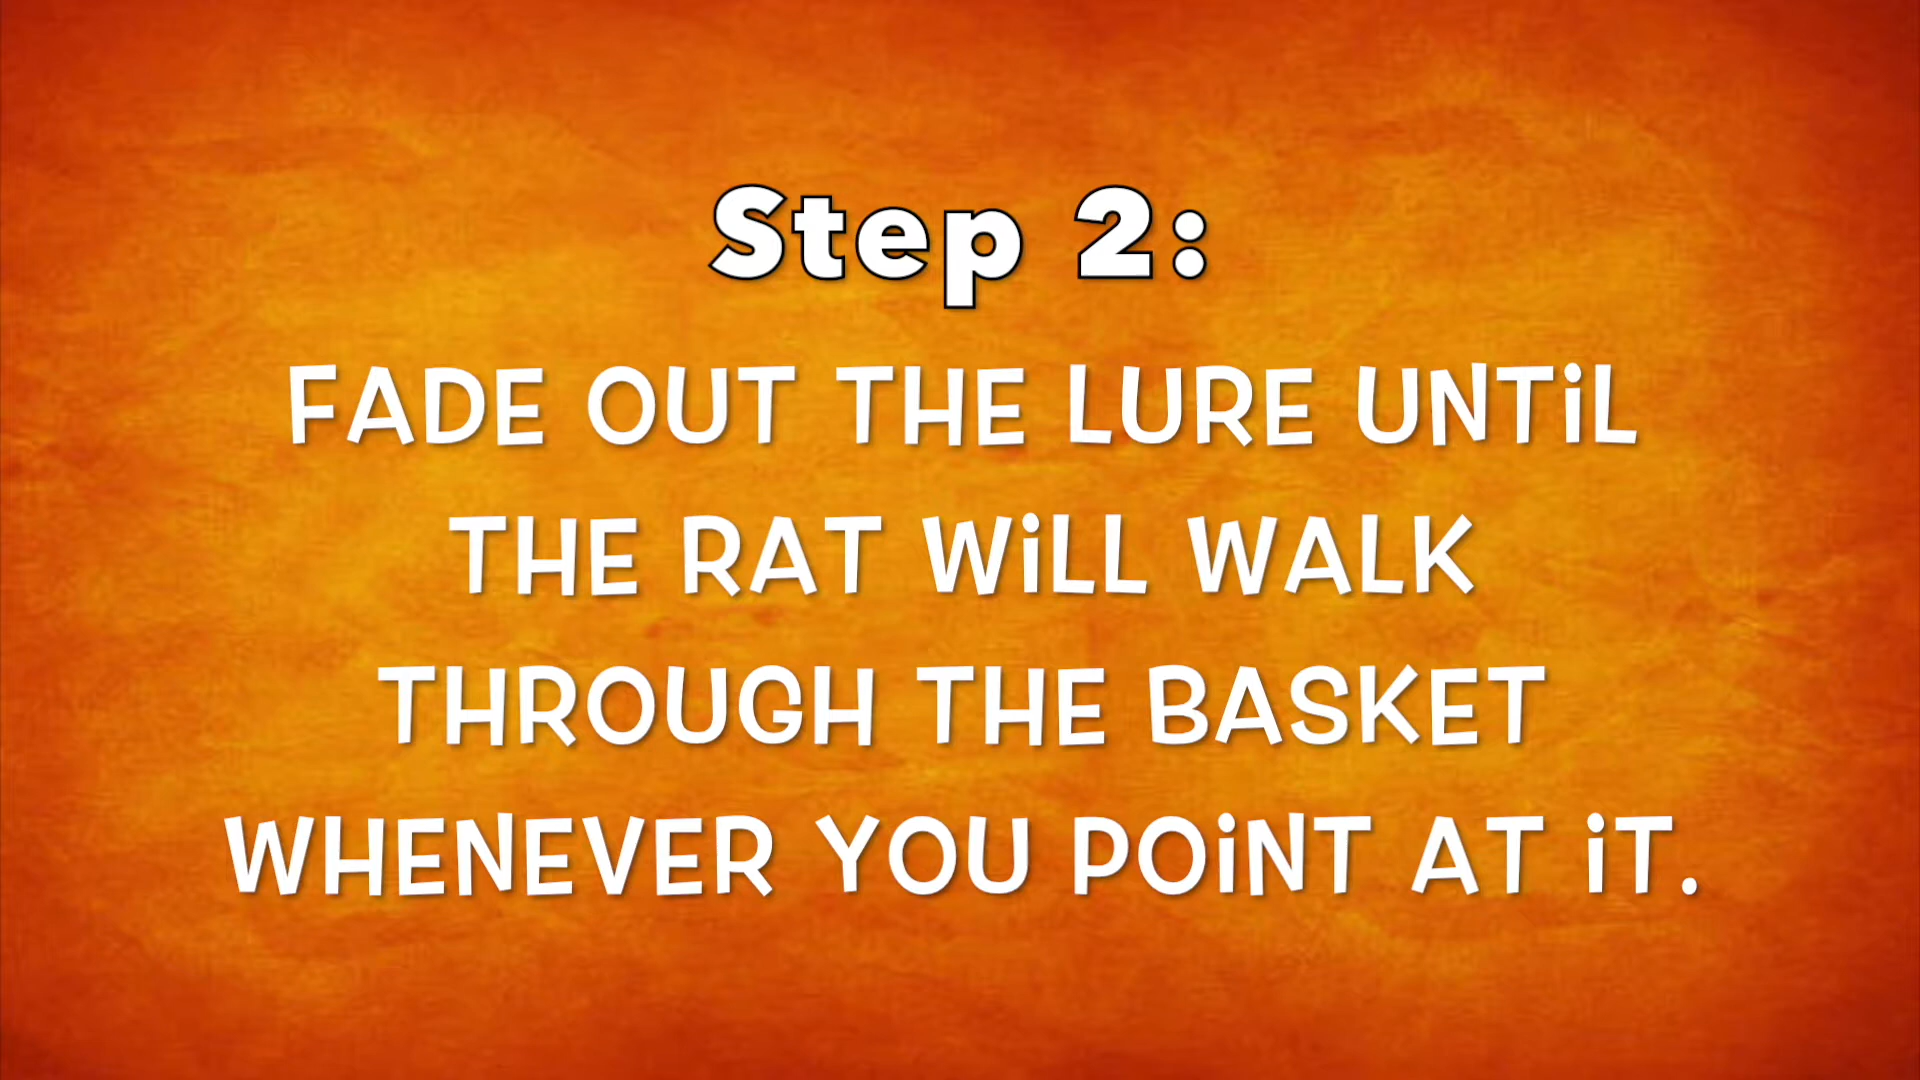 Step 2:
FADE OUT THE LURE UNTiL
THE RAT WiLL WALK
THROUGH THE BASKET
WHENEVER YOU POiNT AT iT.